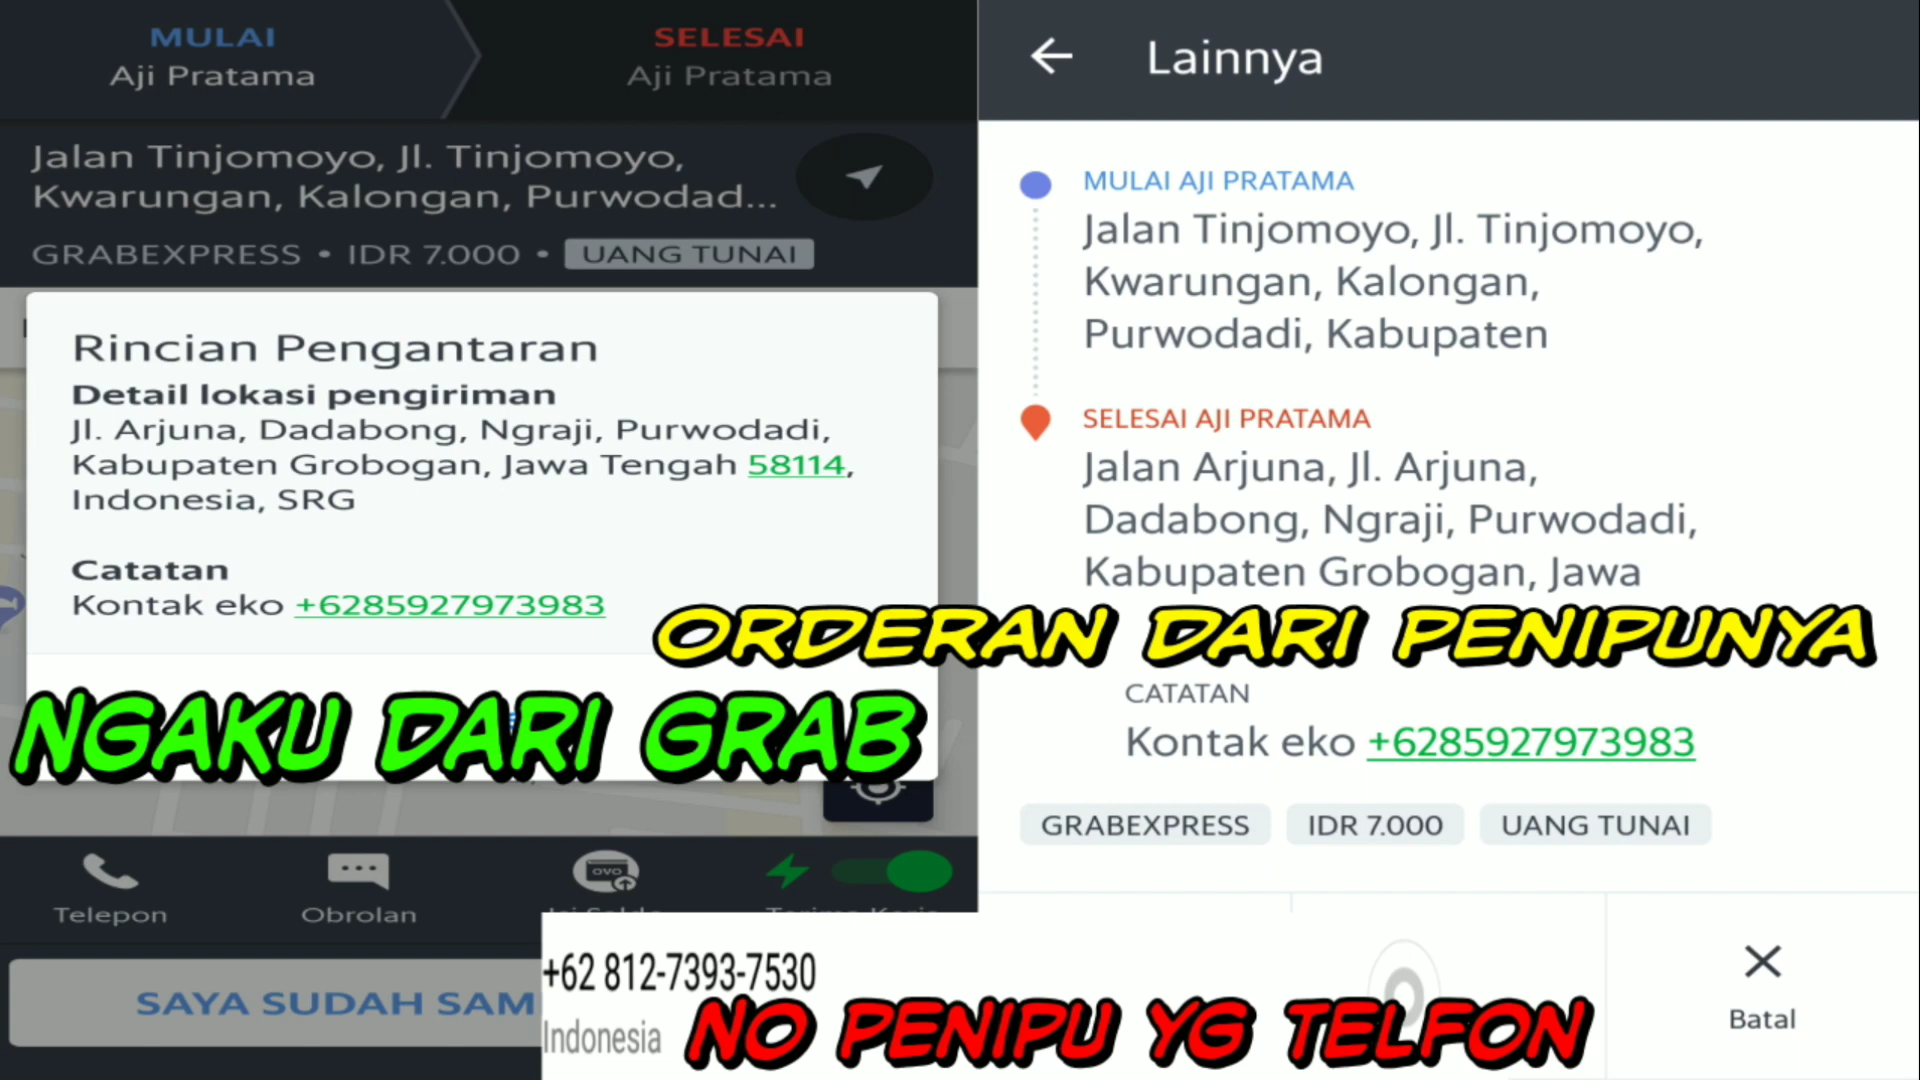 MULAI
Aji Pratama
SELESAI
Aji Pratama
Jalan Tinjomoyo, Jl. Tinjomoyo,
Kwarungan, Kalongan, Purwodad...
GRABEXPRESS • IDR 7.000 • UANG TUNAI
Rincian Pengantaran
Detail lokasi pengiriman
Jl. Arjuna, Dadabong, Ngraji, Purwodadi,
Kabupaten Grobogan, Jawa Tengah 58114,
Indonesia, SRG
Catatan
Kontak eko +6285927973983
NGAKU DARI GRAB
Telepon
Obrolan
OVO
SAYA SUDAH SAM
Lainnya
MULAI AJI PRATAMA
Jalan Tinjomoyo, Jl. Tinjomoyo,
Kwarungan, Kalongan,
Purwodadi, Kabupaten
SELESAI AJI PRATAMA
Jalan Arjuna, Jl. Arjuna,
Dadabong, Ngraji, Purwodadi,
Kabupaten Grobogan, Jawa
ORDERAN DARI PENIPUNYA
CATATAN
Kontak eko +6285927973983
GRABEXPRESS
IDR 7.000
UANG TUNAI
Batal
+62 812-7393-7530
Indonesia
NO PENIPU YG TELFON